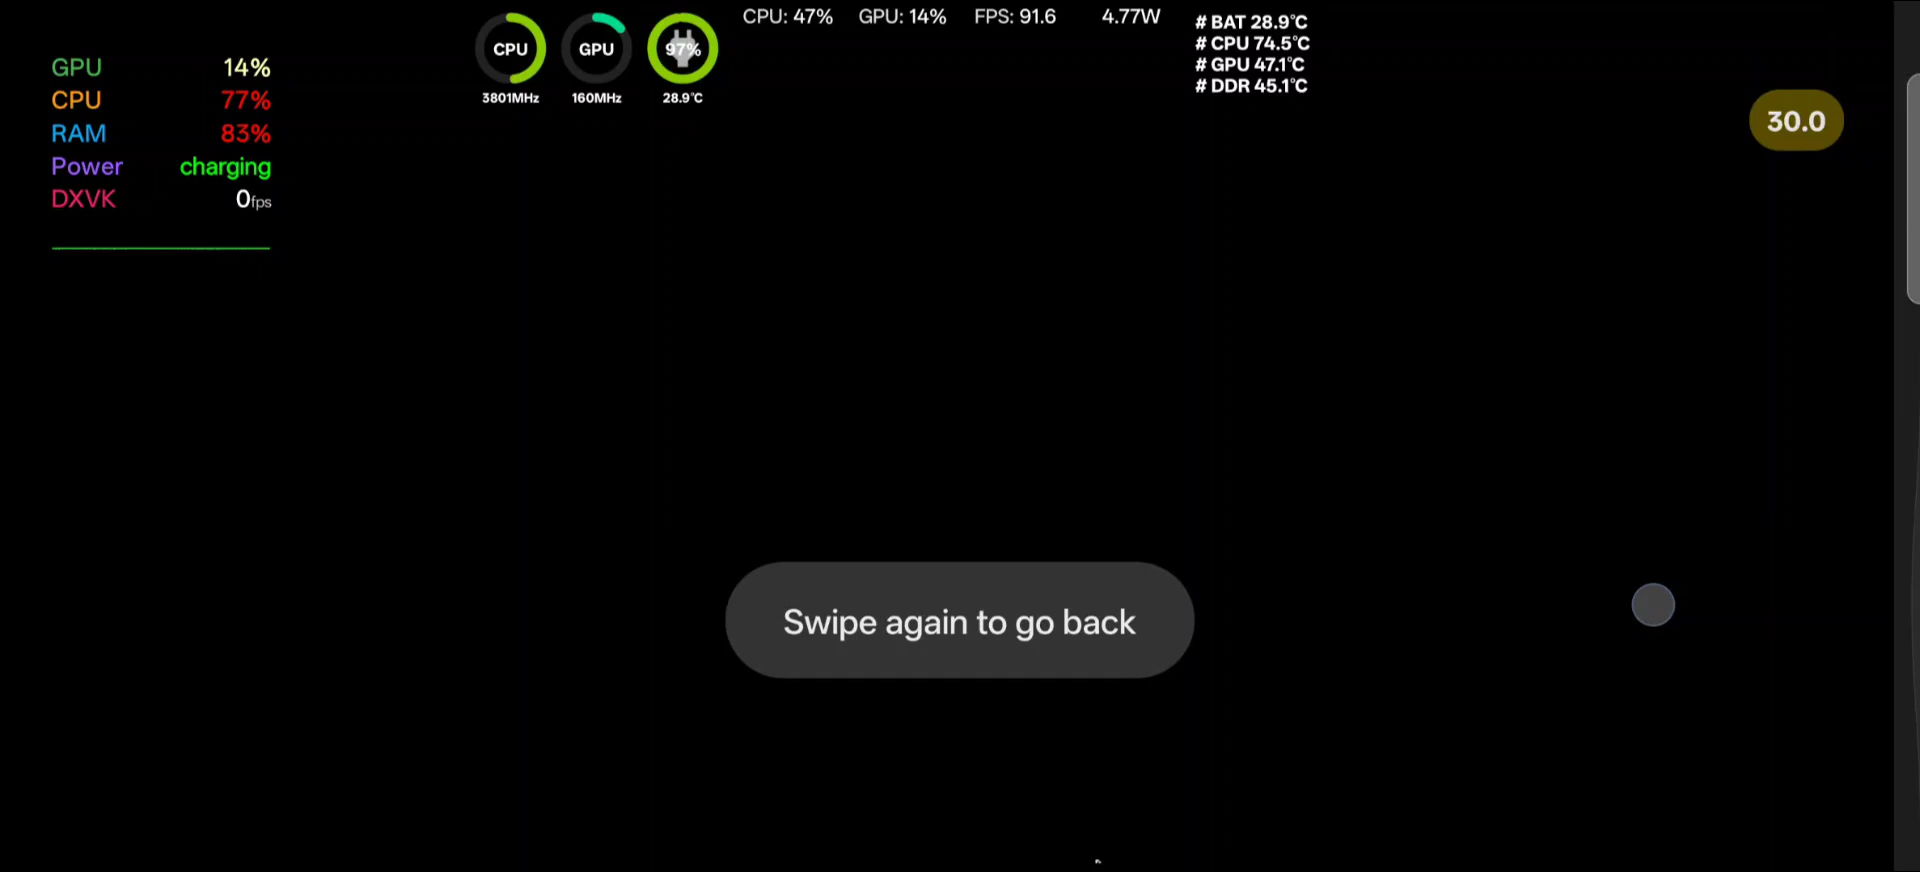 GPU 14%
CPU 77%
RAM 83%
Power charging
DXVK 0fps
CPU GPU 97%
3801MHz 160MHz 28.9°C
CPU: 47% GPU: 14% FPS: 91.6 4.77W
# BAT 28.9°C
# CPU 74.5°C
# GPU 47.1°C
# DDR 45.1°C
30.0
Swipe again to go back